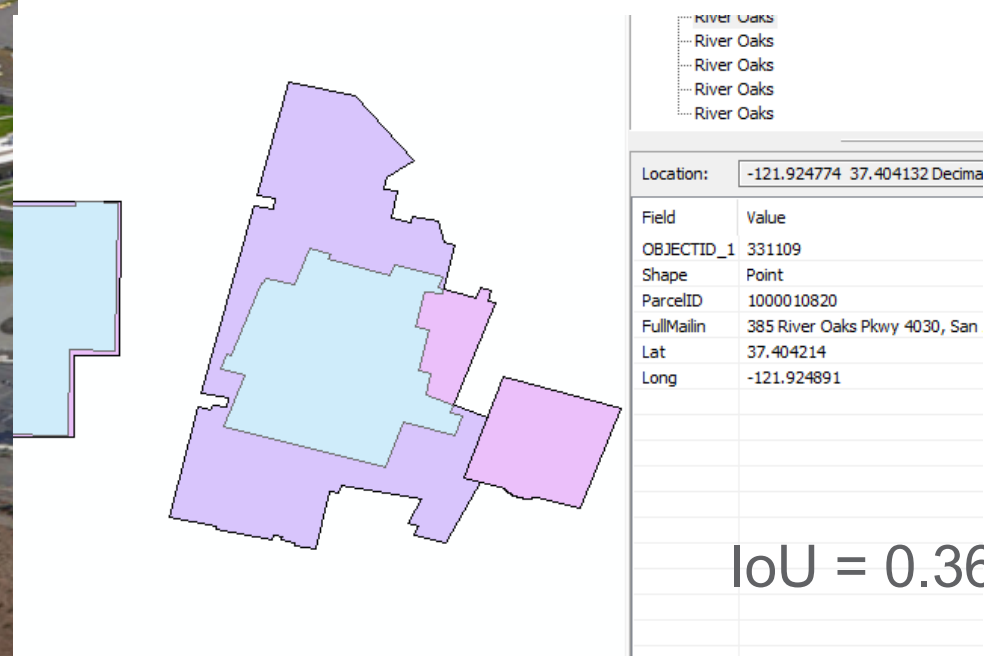 River Oaks
River Oaks
River Oaks
River Oaks
River Oaks
Location: -121.924774 37.404132 Decima
Field Value
OBJECTID_1 331109
Shape Point
ParcelID 1000010820
FullMailin 385 River Oaks Pkwy 4030, San
Lat 37.404214
Long -121.924891
IoU = 0.36